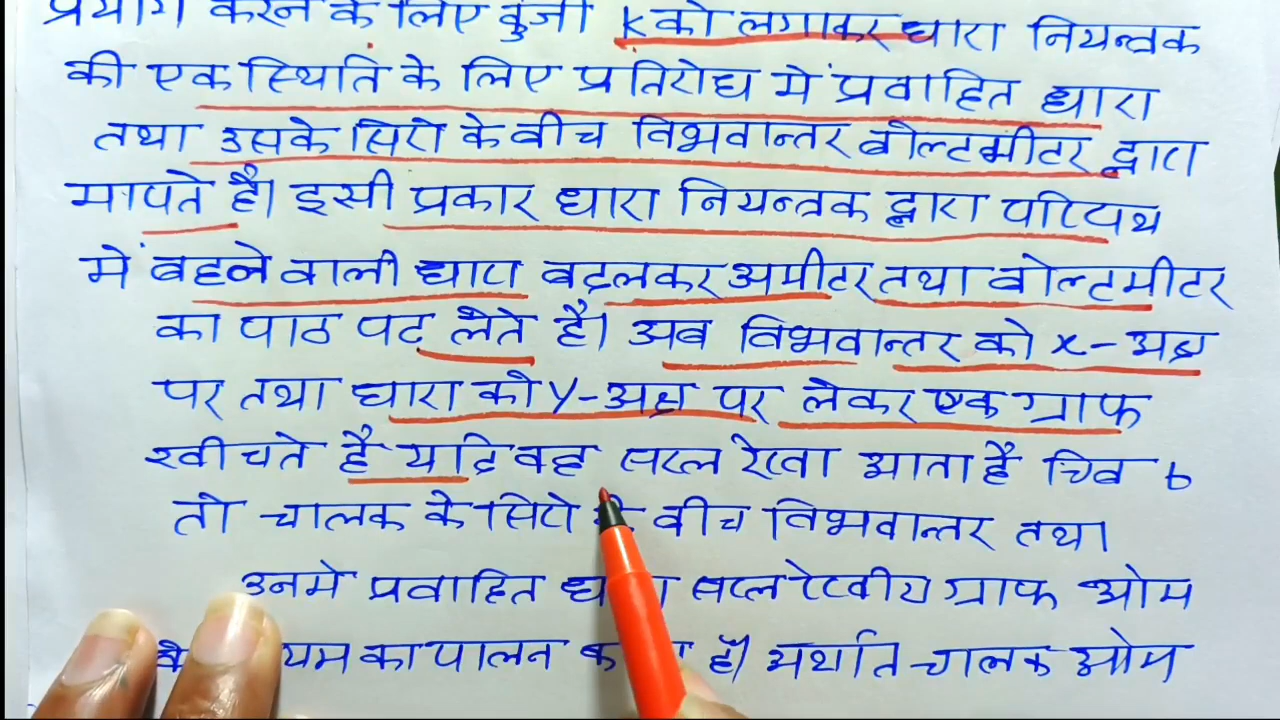 प्रयोग करने के लिए कुंजी K को लगाकर धारा नियन्त्रक
की एक स्थिति के लिए प्रतिरोध में प्रवाहित धारा
तथा उसके सिरो के बीच विभवान्तर वोल्टमीटर द्वारा
मापते है। इसी प्रकार धारा नियन्त्रक द्वारा परिपथ
में बहने वाली धारा बदलकर अमीटर तथा वोल्टमीटर
का पाठ पढ़ लेते है। अब विभवान्तर को x-अक्ष
पर तथा धारा को y-अक्ष पर लेकर एक ग्राफ
खीचते है यदि वह सरल रेखा आता है चित्र b
तो चालक के सिरो के बीच विभवान्तर तथा
उनमे प्रवाहित सरल रेखीय ग्राफ ओम
का पालन है। अर्थात चालक ओम